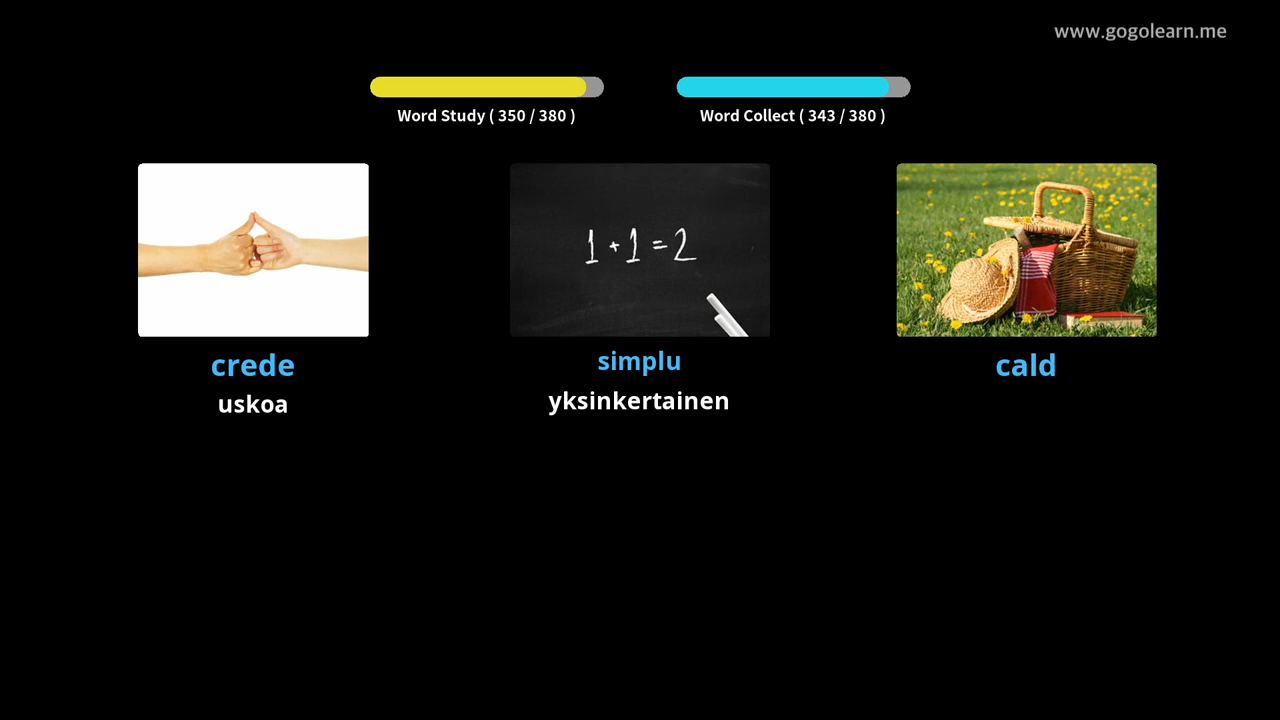 www.gogolearn.me
Word Study ( 350 / 380 )
Word Collect ( 343 / 380 )
1 + 1 = 2
crede
simplu
cald
uskoa
yksinkertainen